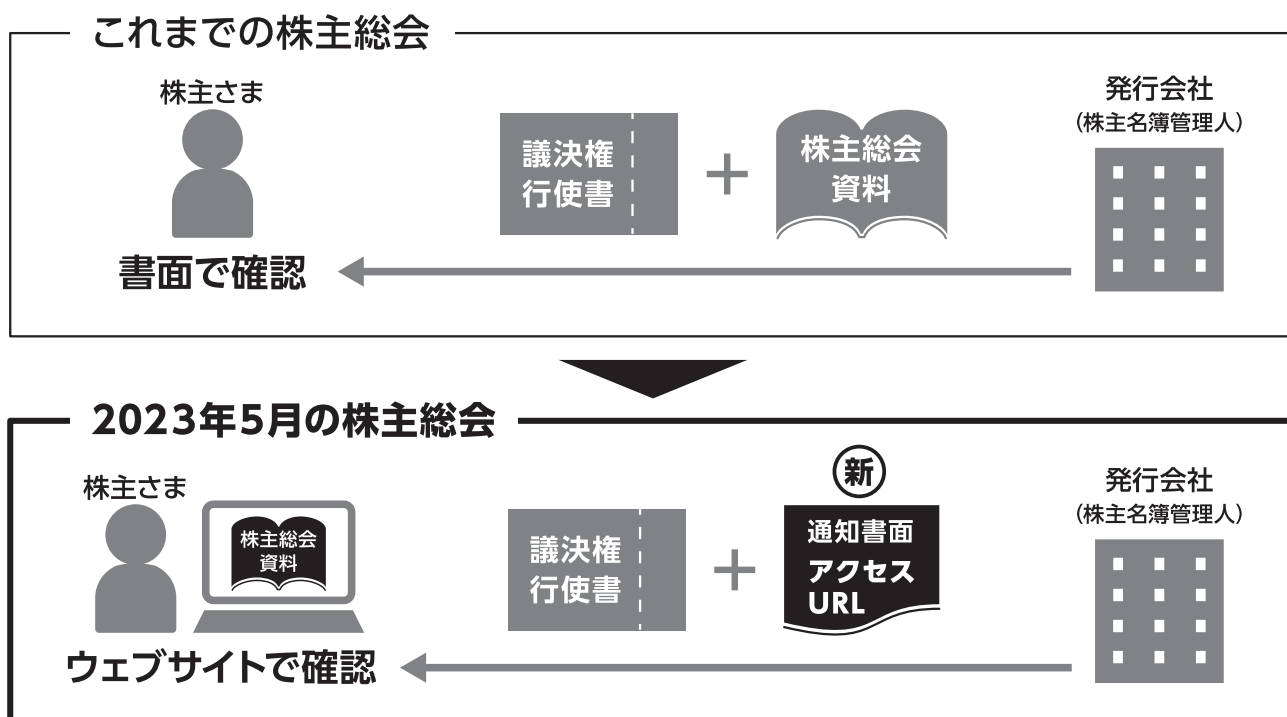 これまでの株主総会
株主さま
議決権
行使書
+
株主総会
資料
発行会社
(株主名簿管理人)
書面で確認
2023年5月の株主総会
株主さま
株主総会
資料
議決権
行使書
+
新
通知書面
アクセス
URL
発行会社
(株主名簿管理人)
ウェブサイトで確認